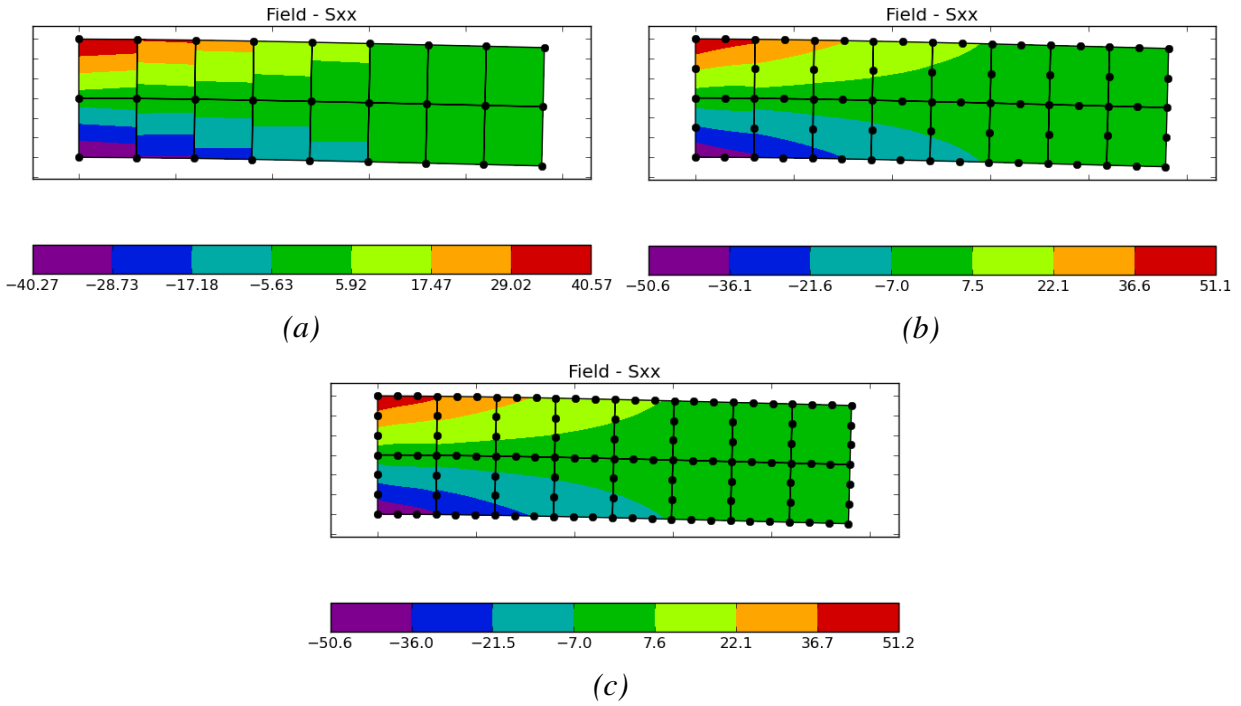 Field - Sxx
−40.27 −28.73 −17.18 −5.63 5.92 17.47 29.02 40.57
(a)
Field - Sxx
−50.6 −36.1 −21.6 −7.0 7.5 22.1 36.6 51.1
(b)
Field - Sxx
−50.6 −36.0 −21.5 −7.0 7.6 22.1 36.7 51.2
(c)